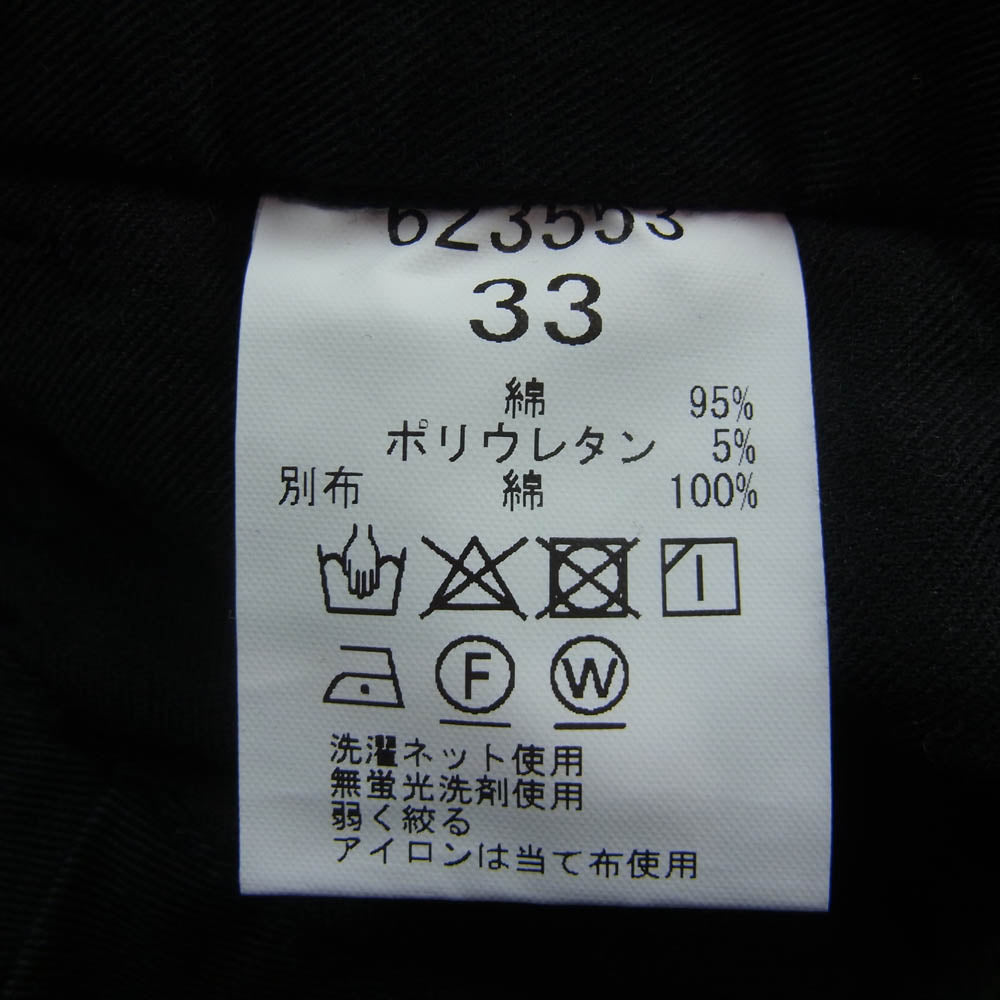 623553
33
綿 95%
ポリウレタン 5%
別布 綿 100%
F W
洗濯ネット使用
無蛍光洗剤使用
弱く絞る
アイロンは当て布使用